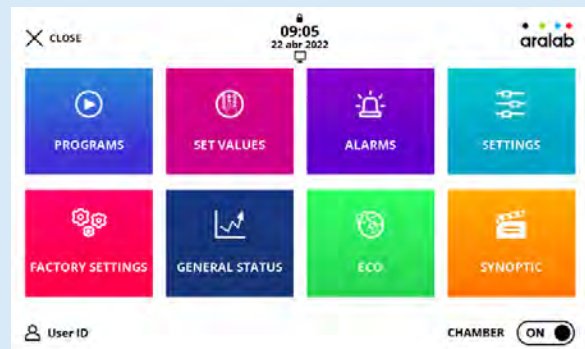 CLOSE
09:05
22 abr 2022
aralab
PROGRAMS
SET VALUES
ALARMS
SETTINGS
FACTORY SETTINGS
GENERAL STATUS
ECO
SYNOPTIC
User ID
CHAMBER ON